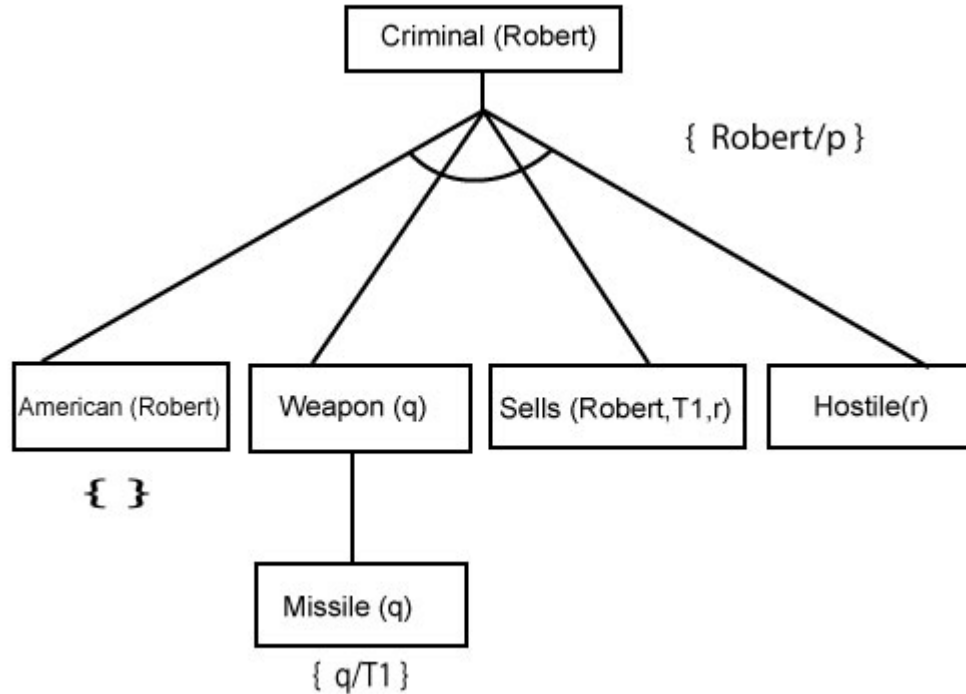 Criminal (Robert)
{ Robert/p }
American (Robert)
Weapon (q)
Sells (Robert,T1,r)
Hostile(r)
{ }
Missile (q)
{ q/T1 }